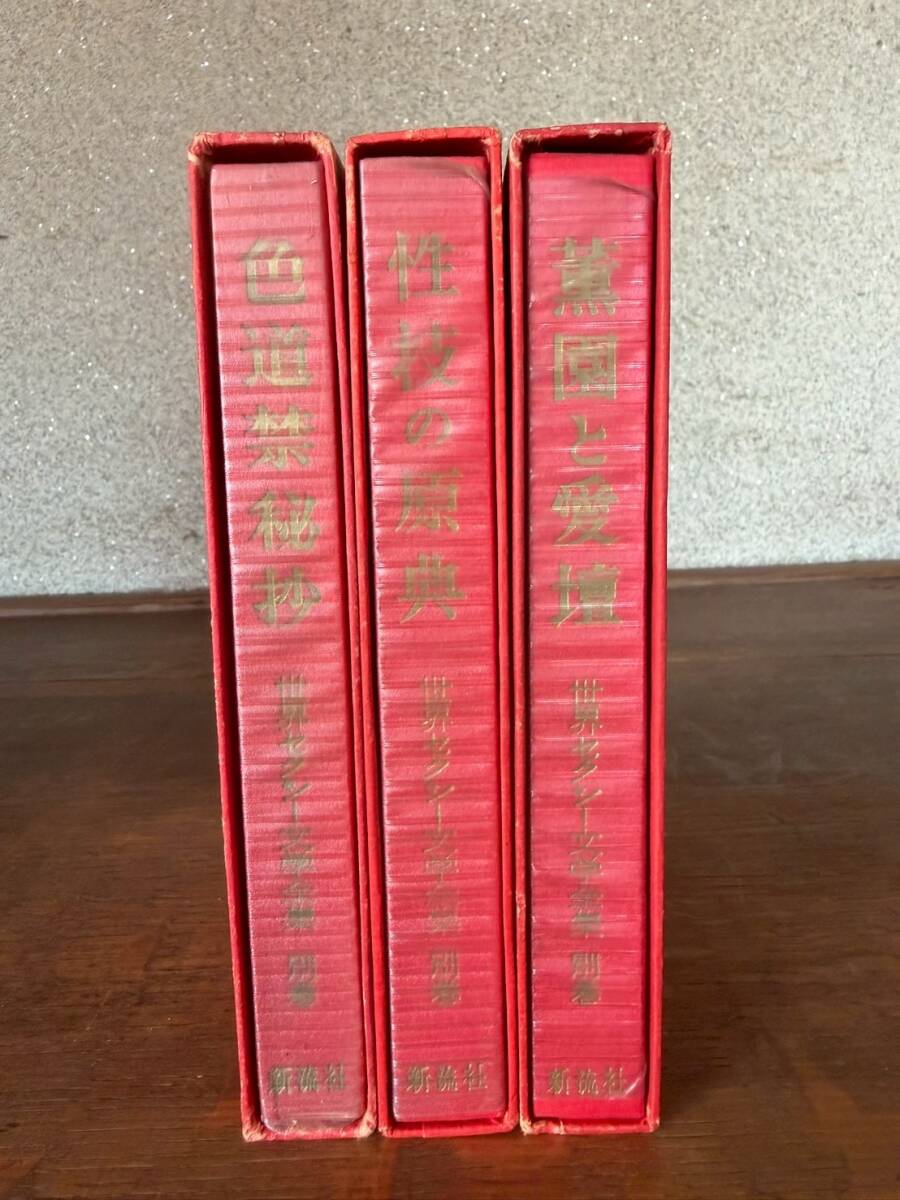 色道禁秘抄
世界セクシー文学全集 別巻
新流社
性技の原典
世界セクシー文学全集 別巻
新流社
薫園と愛壇
世界セクシー文学全集 別巻
新流社